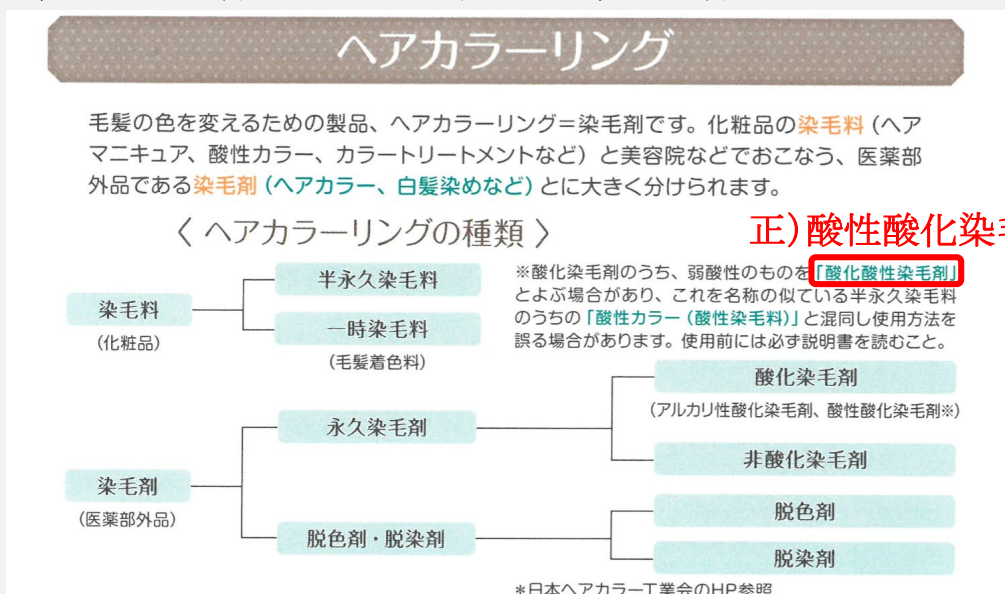 ヘアカラーリング
毛髪の色を変えるための製品、ヘアカラーリング＝染毛剤です。化粧品の染毛料（ヘア
マニキュア、酸性カラー、カラートリートメントなど）と美容院などでおこなう、医薬部
外品である染毛剤（ヘアカラー、白髪染めなど）とに大きく分けられます。
〈 ヘアカラーリングの種類 〉
正）酸性酸化染
※酸化染毛剤のうち、弱酸性のものを「酸化酸性染毛剤」
とよぶ場合があり、これを名称の似ている半永久染毛料
のうちの「酸性カラー（酸性染毛料）」と混同し使用方法を
誤る場合があります。使用前には必ず説明書を読むこと。
染毛料
（化粧品）
半永久染毛料
一時染毛料
（毛髪着色料）
染毛剤
（医薬部外品）
永久染毛剤
酸化染毛剤
（アルカリ性酸化染毛剤、酸性酸化染毛剤※）
非酸化染毛剤
脱色剤・脱染剤
脱色剤
脱染剤
＊日本ヘアカラー工業会のHP参照